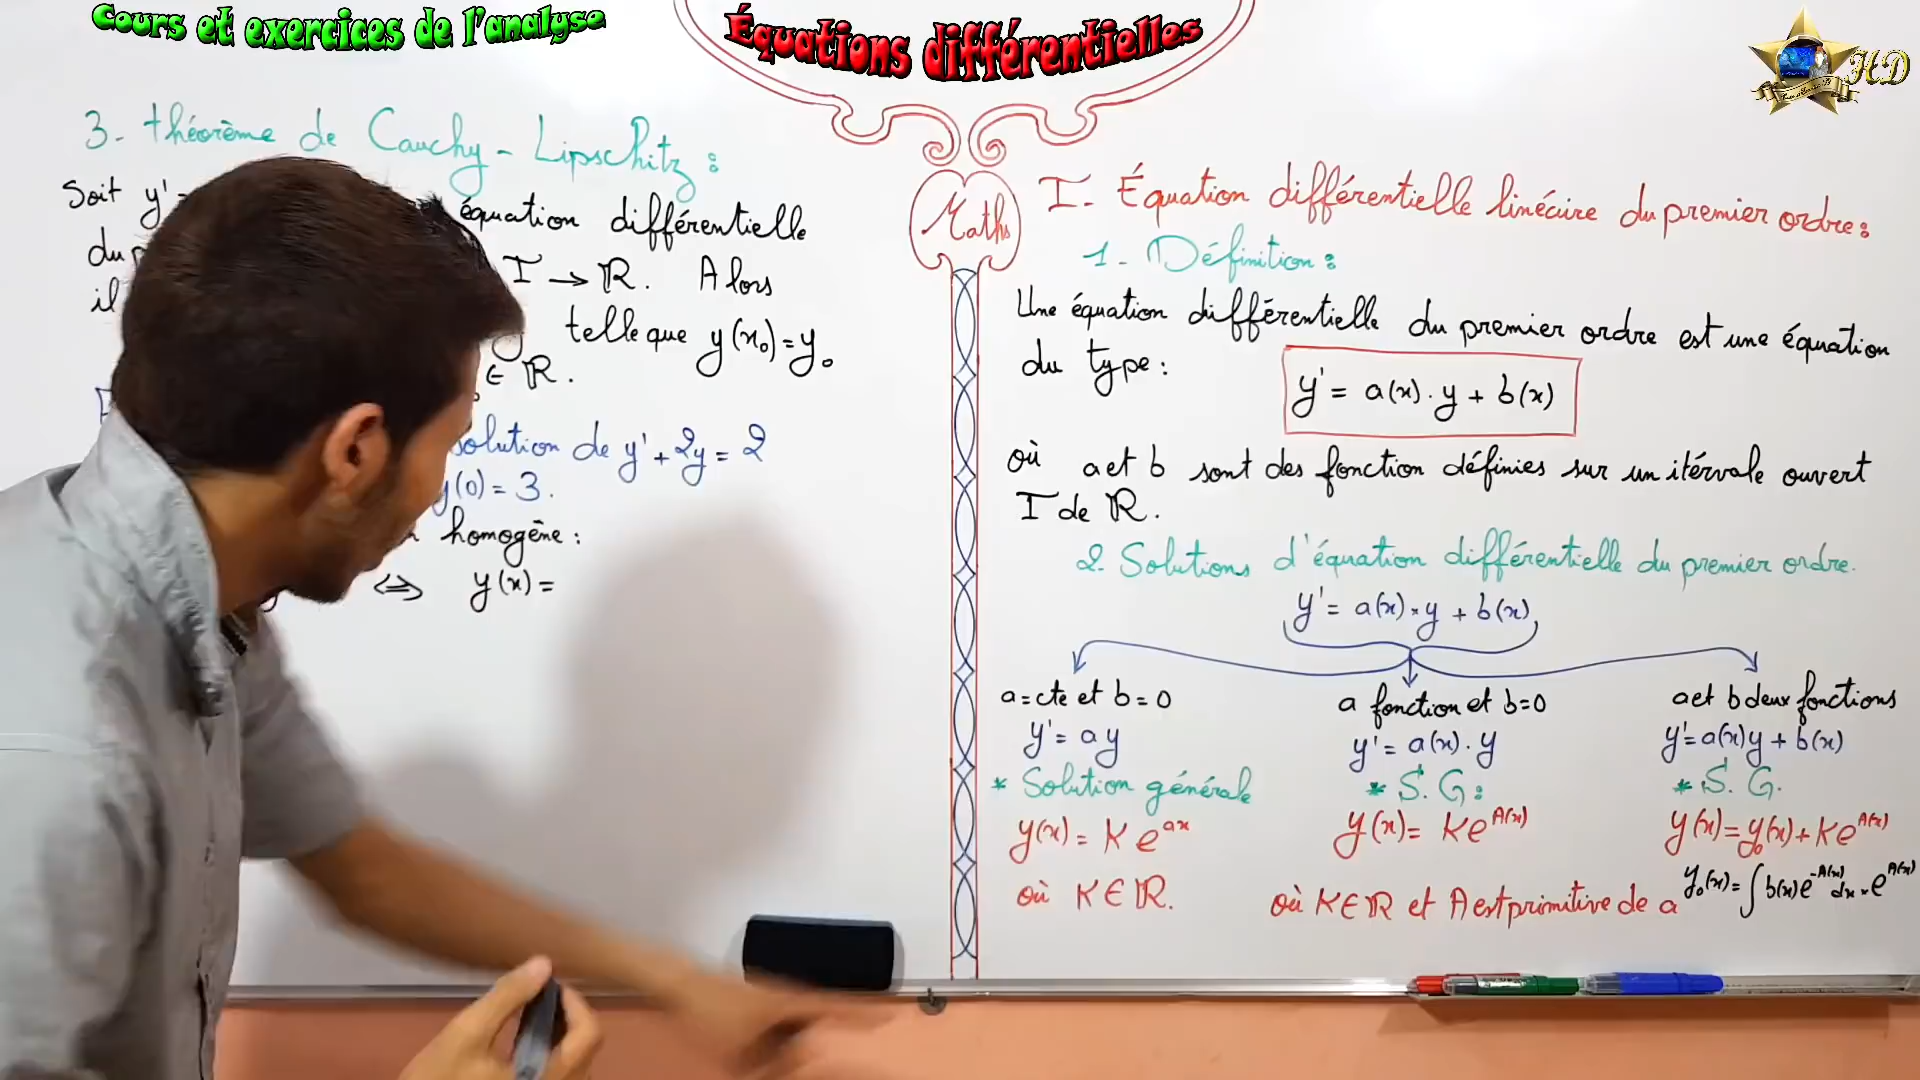 Cours et exercices de l'analyse
Équations différentielles
HD
3- théorème de Cauchy - Lipschitz:
Soit y' équation différentielle
du I → ℝ. Alors
il telle que y(x₀)=y₀
∈ ℝ.
solution de y' + 2y = 2
y(0) = 3.
homogène:
⇔ y(x) =
Maths
I- Équation différentielle linéaire du premier ordre:
1- Définition:
Une équation différentielle du premier ordre est une équation
du type:
y' = a(x). y + b(x)
où a et b sont des fonction définies sur un itérvale ouvert
I de ℝ.
2. Solutions d'équation différentielle du premier ordre.
y' = a(x) × y + b(x)
a = cte et b = 0
y' = a y
* Solution générale
y(x) = K e^{ax}
où K ∈ ℝ.
a fonction et b=0
y' = a(x). y
* S. G:
y(x) = Ke^{A(x)}
où K∈ℝ et A est primitive de a
a et b deux fonctions
y'= a(x)y + b(x)
* S. G.
y(x) = y₀(x) + Ke^{A(x)}
y₀(x) = ∫ b(x) e^{-A(x)} dx × e^{A(x)}